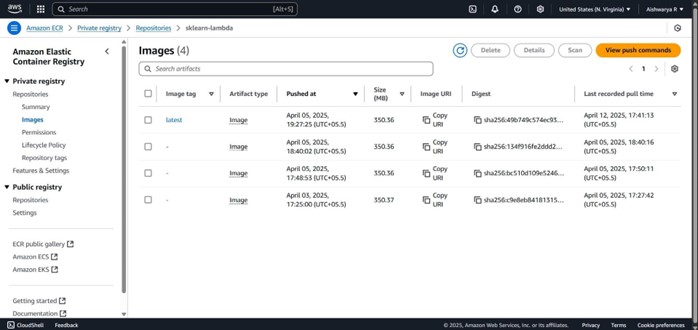 aws
Search [Alt+S] United States (N. Virginia) Aishwarya R
Amazon ECR > Private registry > Repositories > sklearn-lambda
Amazon Elastic
Container Registry
Private registry
Repositories
Summary
Images
Permissions
Lifecycle Policy
Repository tags
Features & Settings
Public registry
Repositories
Settings
ECR public gallery
Amazon ECS
Amazon EKS
Getting started
Documentation
Images (4)
Delete Details Scan View push commands
Search artifacts
1
Image tag Artifact type Pushed at Size (MB) Image URI Digest Last recorded pull time
latest Image April 05, 2025, 19:27:25 (UTC+05.5) 350.36 Copy URI sha256:49b749c574ec93... April 12, 2025, 17:41:13 (UTC+05.5)
- Image April 05, 2025, 18:40:02 (UTC+05.5) 350.36 Copy URI sha256:134f916fe2ddd2... April 05, 2025, 18:40:16 (UTC+05.5)
- Image April 05, 2025, 17:48:53 (UTC+05.5) 350.36 Copy URI sha256:bc510d109e5246... April 05, 2025, 17:50:11 (UTC+05.5)
- Image April 03, 2025, 17:25:00 (UTC+05.5) 350.37 Copy URI sha256:c9e8eb84181315... April 05, 2025, 17:27:42 (UTC+05.5)
CloudShell Feedback © 2025, Amazon Web Services, Inc. or its affiliates. Privacy Terms Cookie preferences